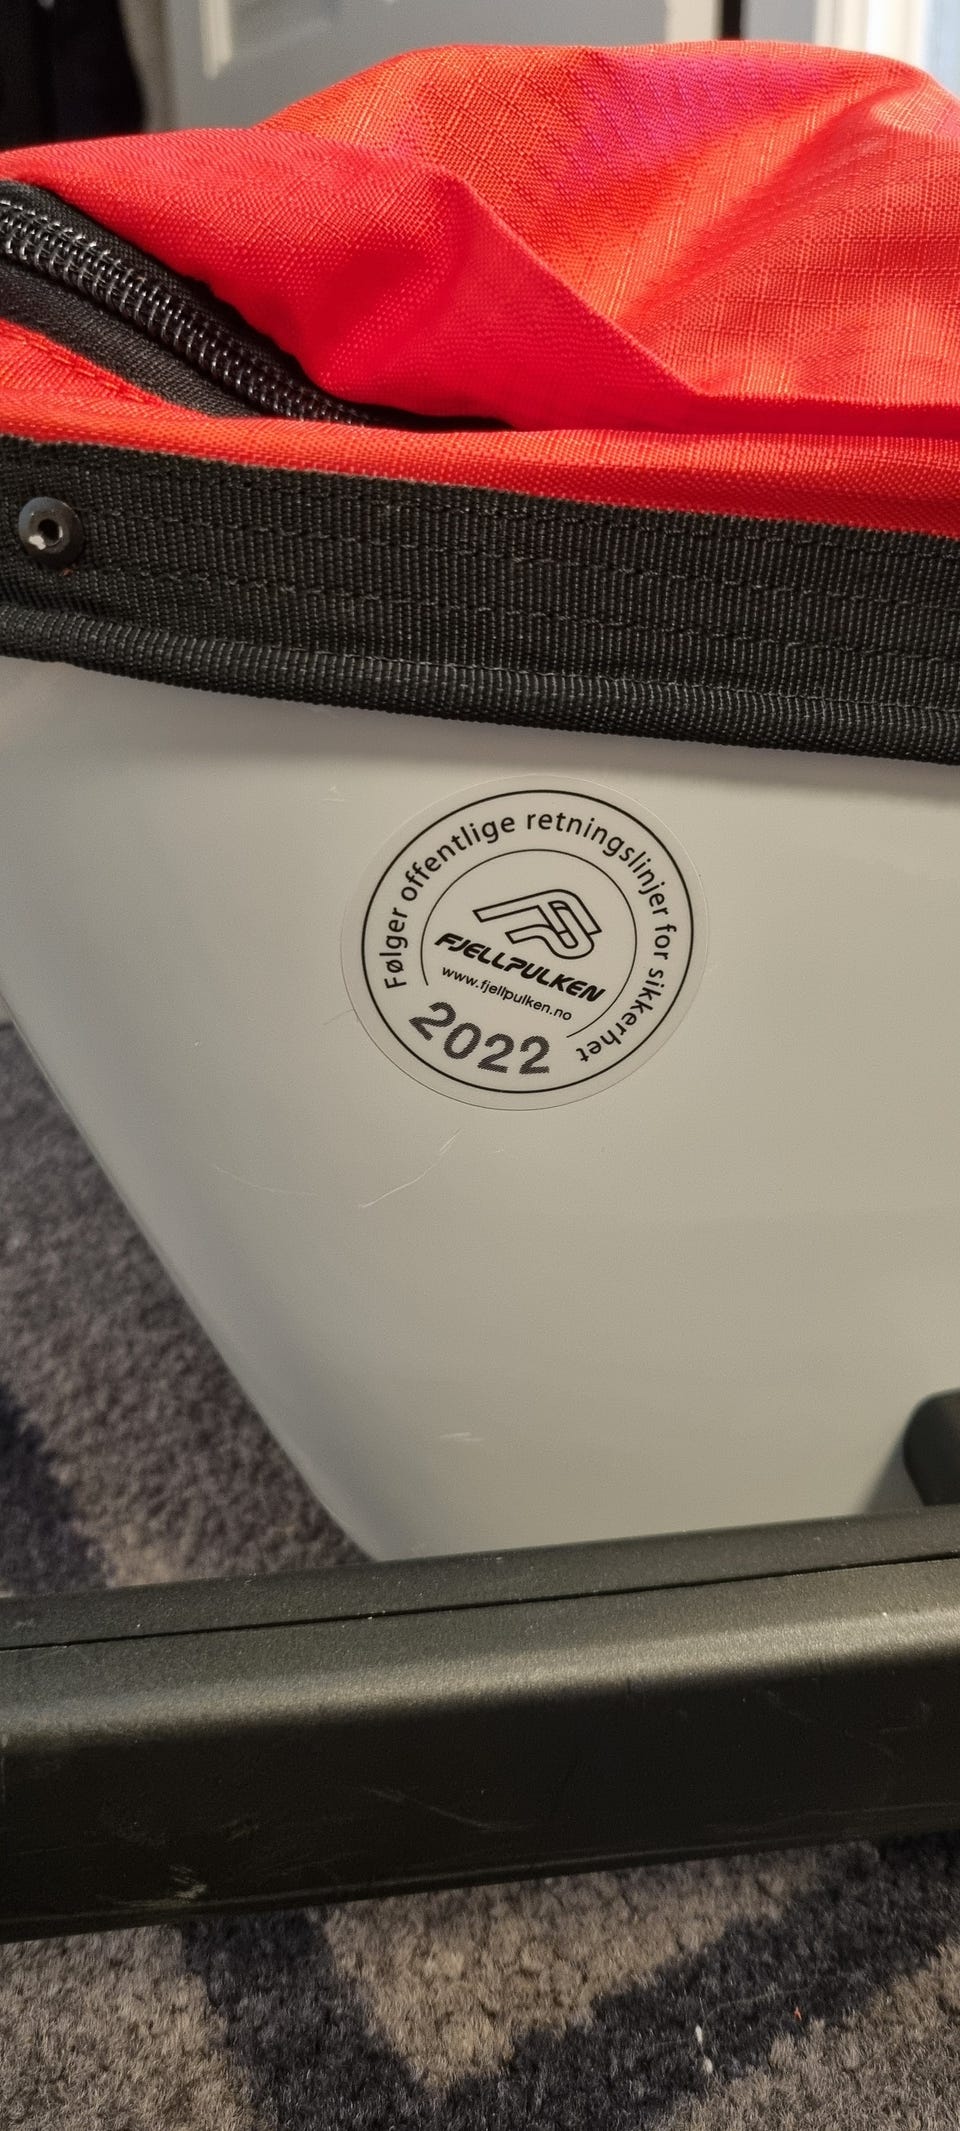 Følger offentlige retningslinjer for sikkerhet
FJELLPULKEN
www.fjellpulken.no
2022